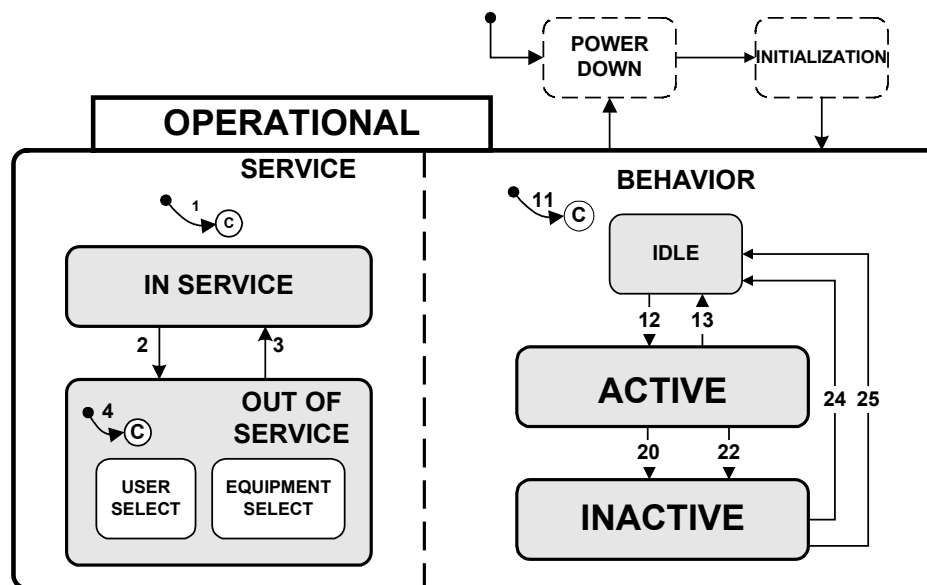 POWER
DOWN
INITIALIZATION
OPERATIONAL
SERVICE
1
C
IN SERVICE
2
3
4
C
OUT OF
SERVICE
USER
SELECT
EQUIPMENT
SELECT
BEHAVIOR
11
C
IDLE
12
13
ACTIVE
24
25
20
22
INACTIVE